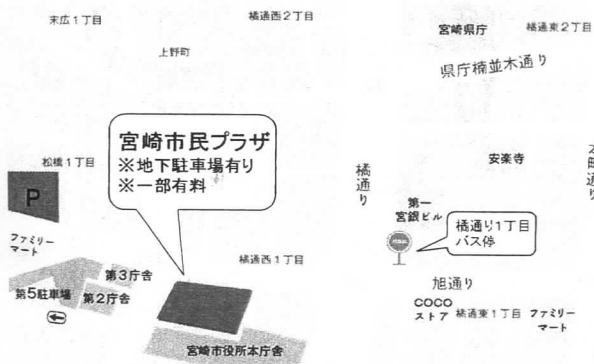 末広1丁目
橘通西2丁目
上野町
宮崎県庁
橘通東2丁目
県庁楠並木通り
宮崎市民プラザ
※地下駐車場有り
※一部有料
松橋1丁目
P
安楽寺
橘通り
本町通り
第一
宮銀ビル
橘通り1丁目
バス停
ファミリー
マート
橘通西1丁目
第3庁舎
第5駐車場
第2庁舎
旭通り
COCO
ストア
橘通東1丁目
ファミリー
マート
宮崎市役所本庁舎